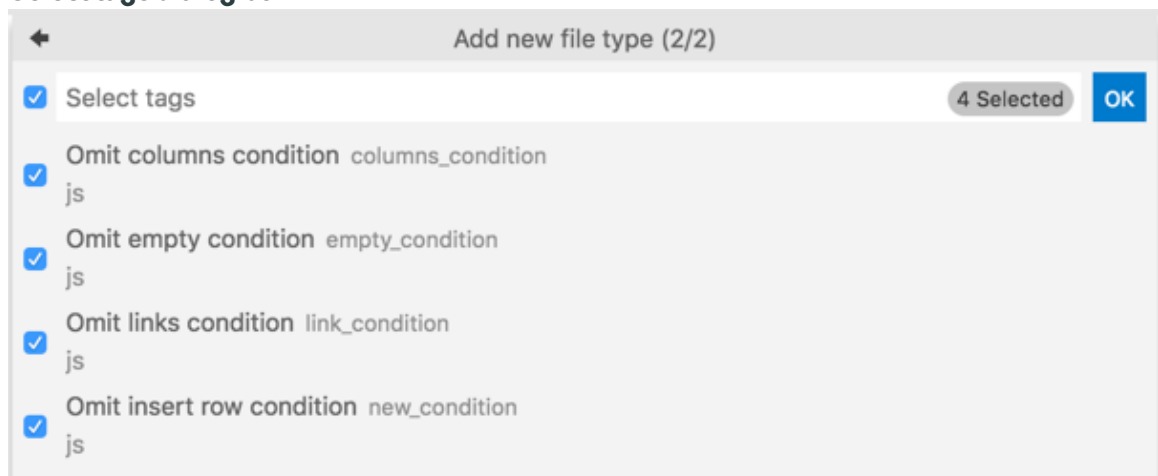 Add new file type (2/2)
Select tags 4 Selected OK
Omit columns condition columns_condition
js
Omit empty condition empty_condition
js
Omit links condition link_condition
js
Omit insert row condition new_condition
js